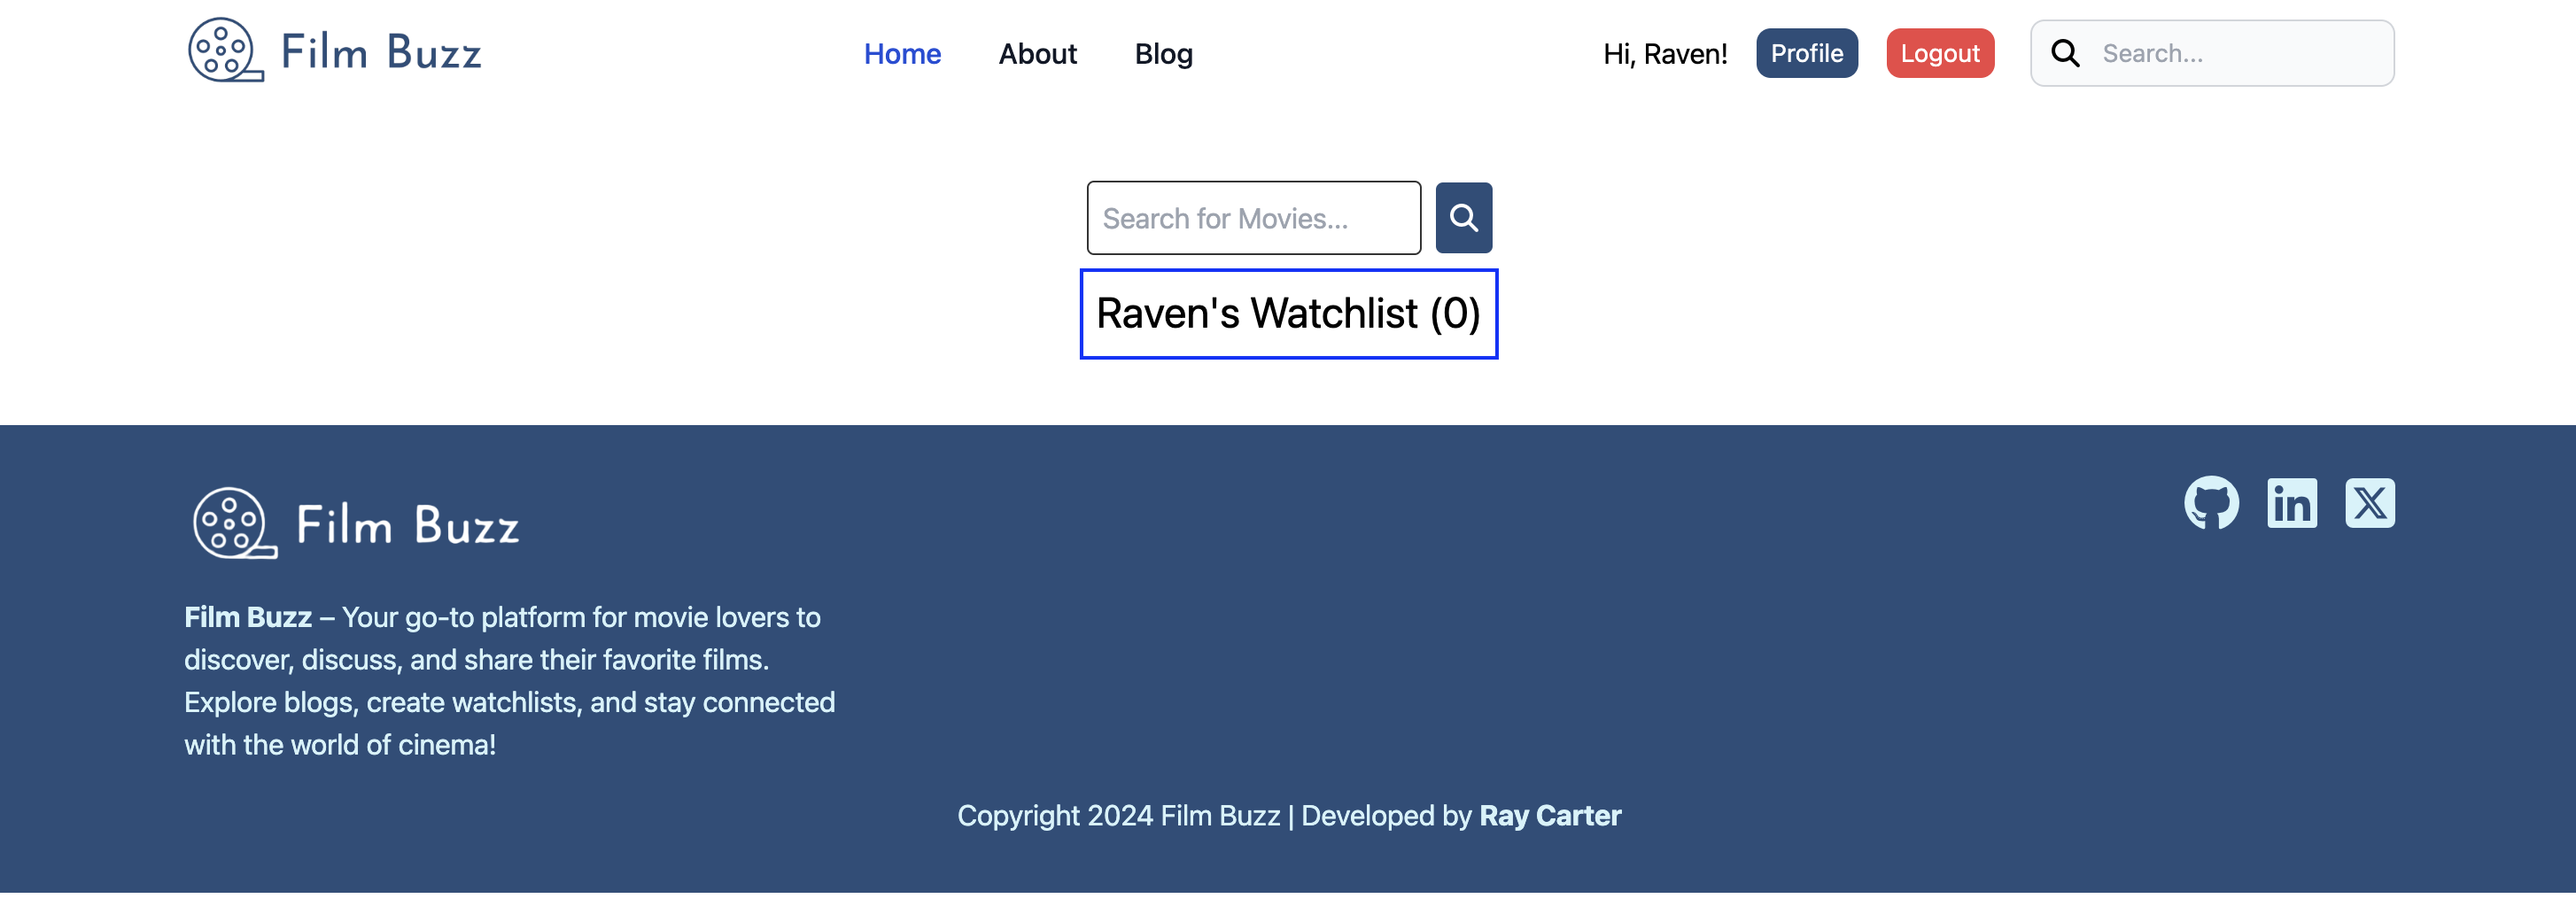 Film Buzz
Home About Blog
Hi, Raven! Profile Logout Search...
Search for Movies...
Raven's Watchlist (0)
Film Buzz
Film Buzz – Your go-to platform for movie lovers to
discover, discuss, and share their favorite films.
Explore blogs, create watchlists, and stay connected
with the world of cinema!
Copyright 2024 Film Buzz | Developed by Ray Carter